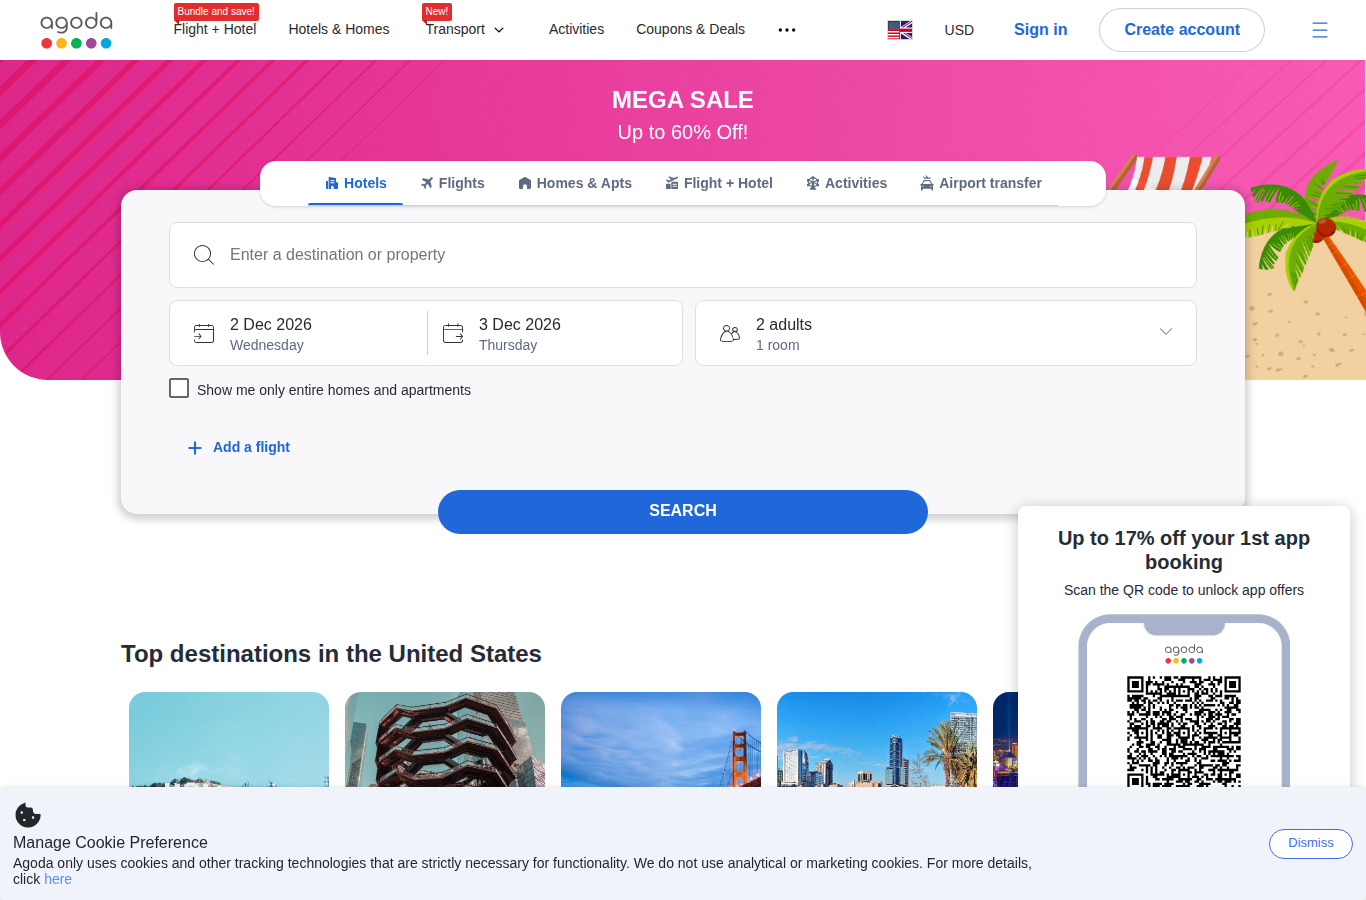 agoda
Bundle and save!
Flight + Hotel
Hotels & Homes
New!
Transport
Activities
Coupons & Deals
USD
Sign in
Create account
MEGA SALE
Up to 60% Off!
Hotels
Flights
Homes & Apts
Flight + Hotel
Activities
Airport transfer
Enter a destination or property
2 Dec 2026
Wednesday
3 Dec 2026
Thursday
2 adults
1 room
Show me only entire homes and apartments
Add a flight
SEARCH
Up to 17% off your 1st app
booking
Scan the QR code to unlock app offers
agoda
Top destinations in the United States
Manage Cookie Preference
Agoda only uses cookies and other tracking technologies that are strictly necessary for functionality. We do not use analytical or marketing cookies. For more details,
click here
Dismiss